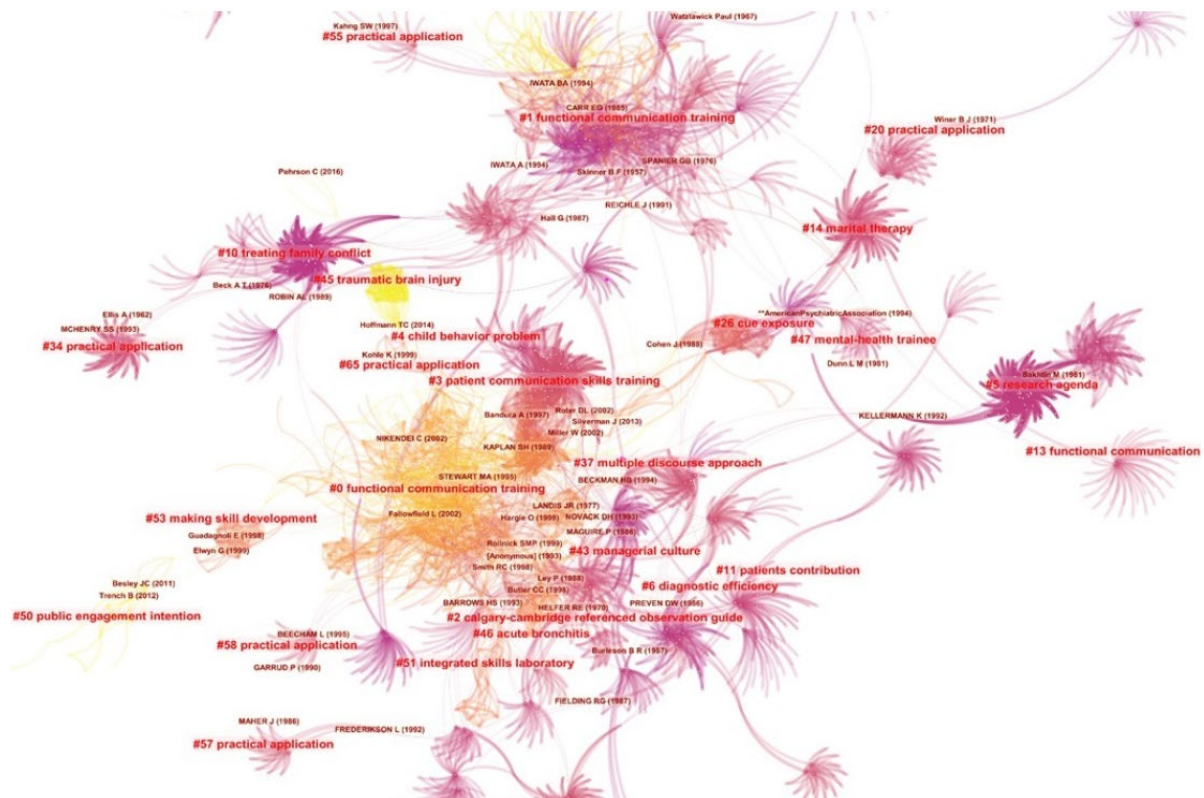 Watzlawick Paul (1967)
Kahng SW (1997)
#55 practical application
IWATA BA (1994)
CARR EG (1985)
#1 functional communication training
Winer B J (1971)
#20 practical application
IWATA A (1994)
SPANIER GB (1976)
Skinner B F (1957)
Pehrson C (2016)
REICHLE J (1991)
Hall G (1987)
#14 marital therapy
#10 treating family conflict
#45 traumatic brain injury
Beck A T (1976)
ROBIN AL (1989)
Ellis A (1962)
MCHENRY SS (1993)
#34 practical application
**AmericanPsychiatricAssociation (1994)
#26 cue exposure
Hoffmann TC (2014)
#4 child behavior problem
Cohen J (1988)
#47 mental-health trainee
Kohle K (1999)
#65 practical application
Dunn L M (1981)
#3 patient communication skills training
Bakhtin M (1981)
#5 research agenda
Bandura A (1997)
Roter DL (2002)
Silverman J (2013)
KELLERMANN K (1992)
Miller W (2002)
NIKENDEI C (2002)
KAPLAN SH (1989)
#13 functional communication
#37 multiple discourse approach
STEWART MA (1995)
BECKMAN HB (1994)
#0 functional communication training
LANDIS JR (1977)
Fallowfield L (2002)
Hargie O (1998)
NOVACK DH (1993)
#53 making skill development
MAGUIRE P (1986)
Guadagnoli E (1998)
Rollnick SMP (1999)
Elwyn G (1999)
[Anonymous] (1993)
#43 managerial culture
Smith RC (1998)
#11 patients contribution
Besley JC (2011)
Ley P (1988)
#6 diagnostic efficiency
Trench B (2012)
Butler CC (1998)
BARROWS HS (1993)
HELFER RE (1970)
PREVEN DW (1986)
#50 public engagement intention
#2 calgary-cambridge referenced observation guide
BEECHAM L (1995)
#46 acute bronchitis
#58 practical application
Burleson B R (1987)
GARRUD P (1990)
#51 integrated skills laboratory
FIELDING RG (1987)
MAHER J (1986)
FREDERIKSON L (1992)
#57 practical application